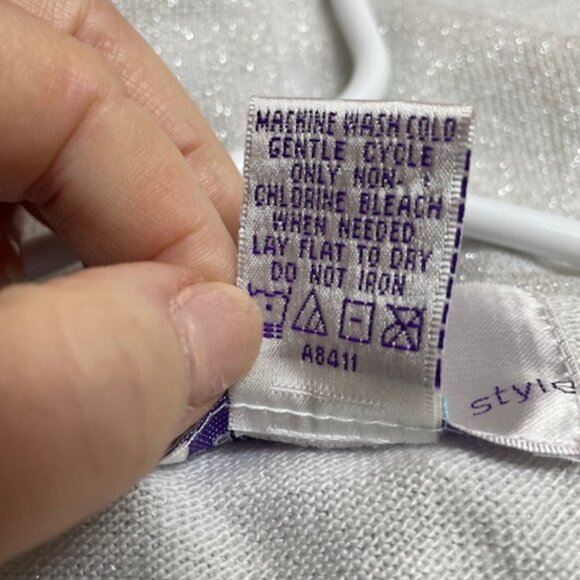 MACHINE WASH COLD
GENTLE CYCLE
ONLY NON-
CHLORINE BLEACH
WHEN NEEDED
LAY FLAT TO DRY
DO NOT IRON
A8411
style